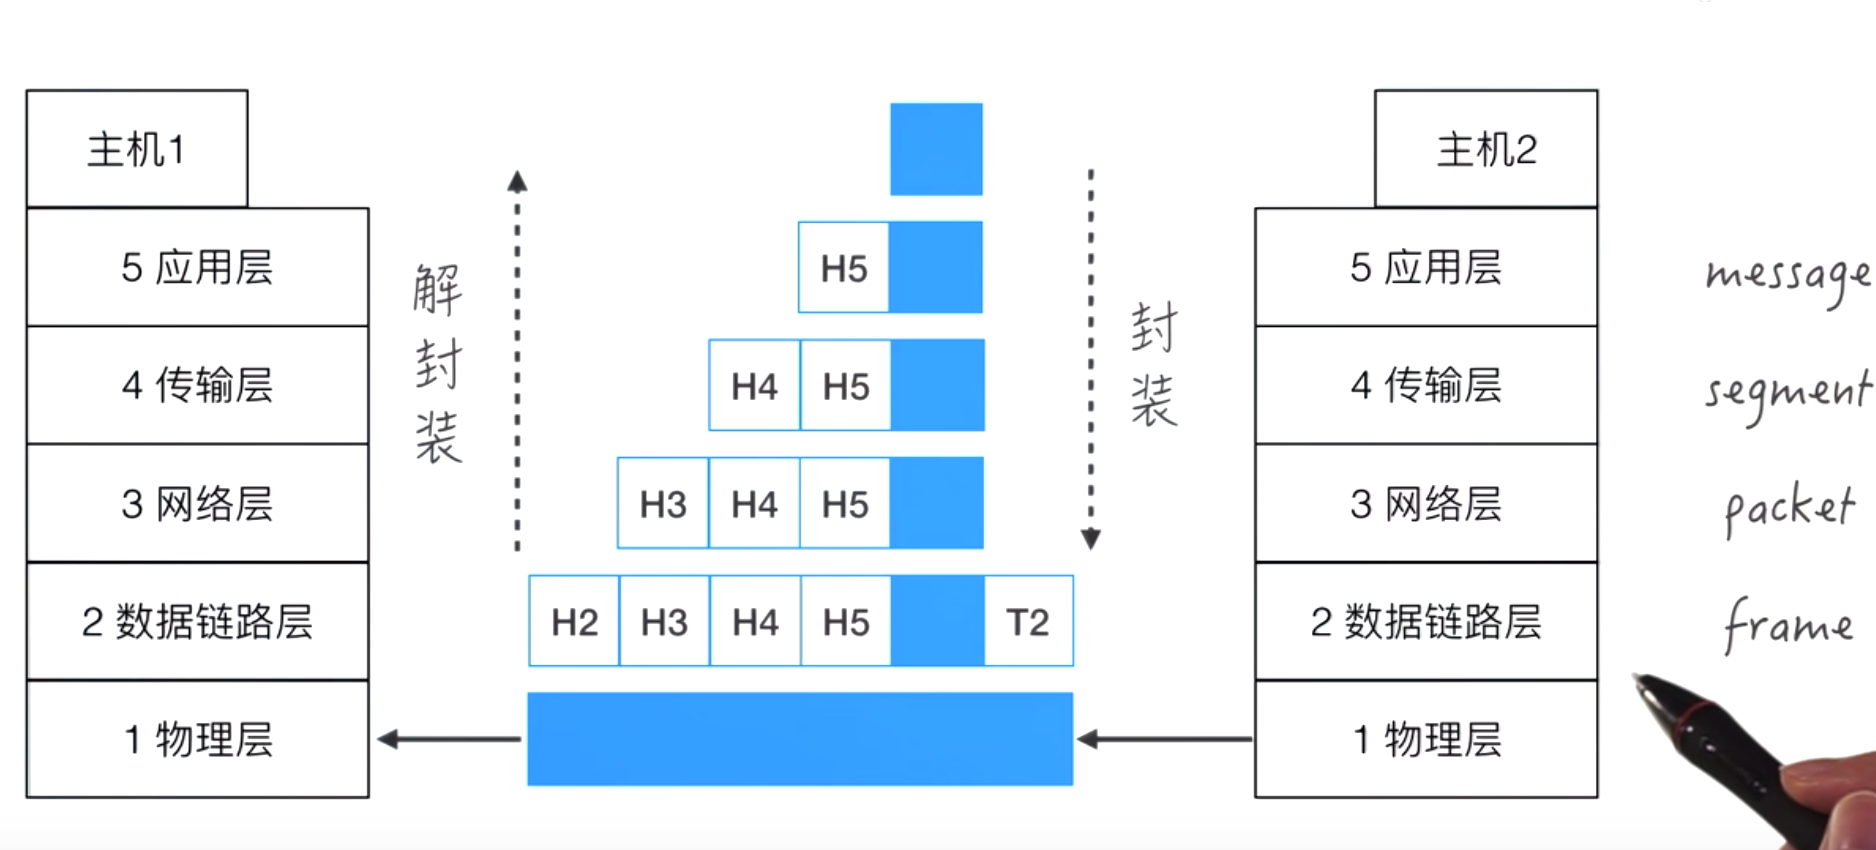 主机1
5 应用层
4 传输层
3 网络层
2 数据链路层
1 物理层
解封装
H5
H4 H5
H3 H4 H5
H2 H3 H4 H5 T2
封装
主机2
5 应用层
4 传输层
3 网络层
2 数据链路层
1 物理层
message
segment
packet
frame